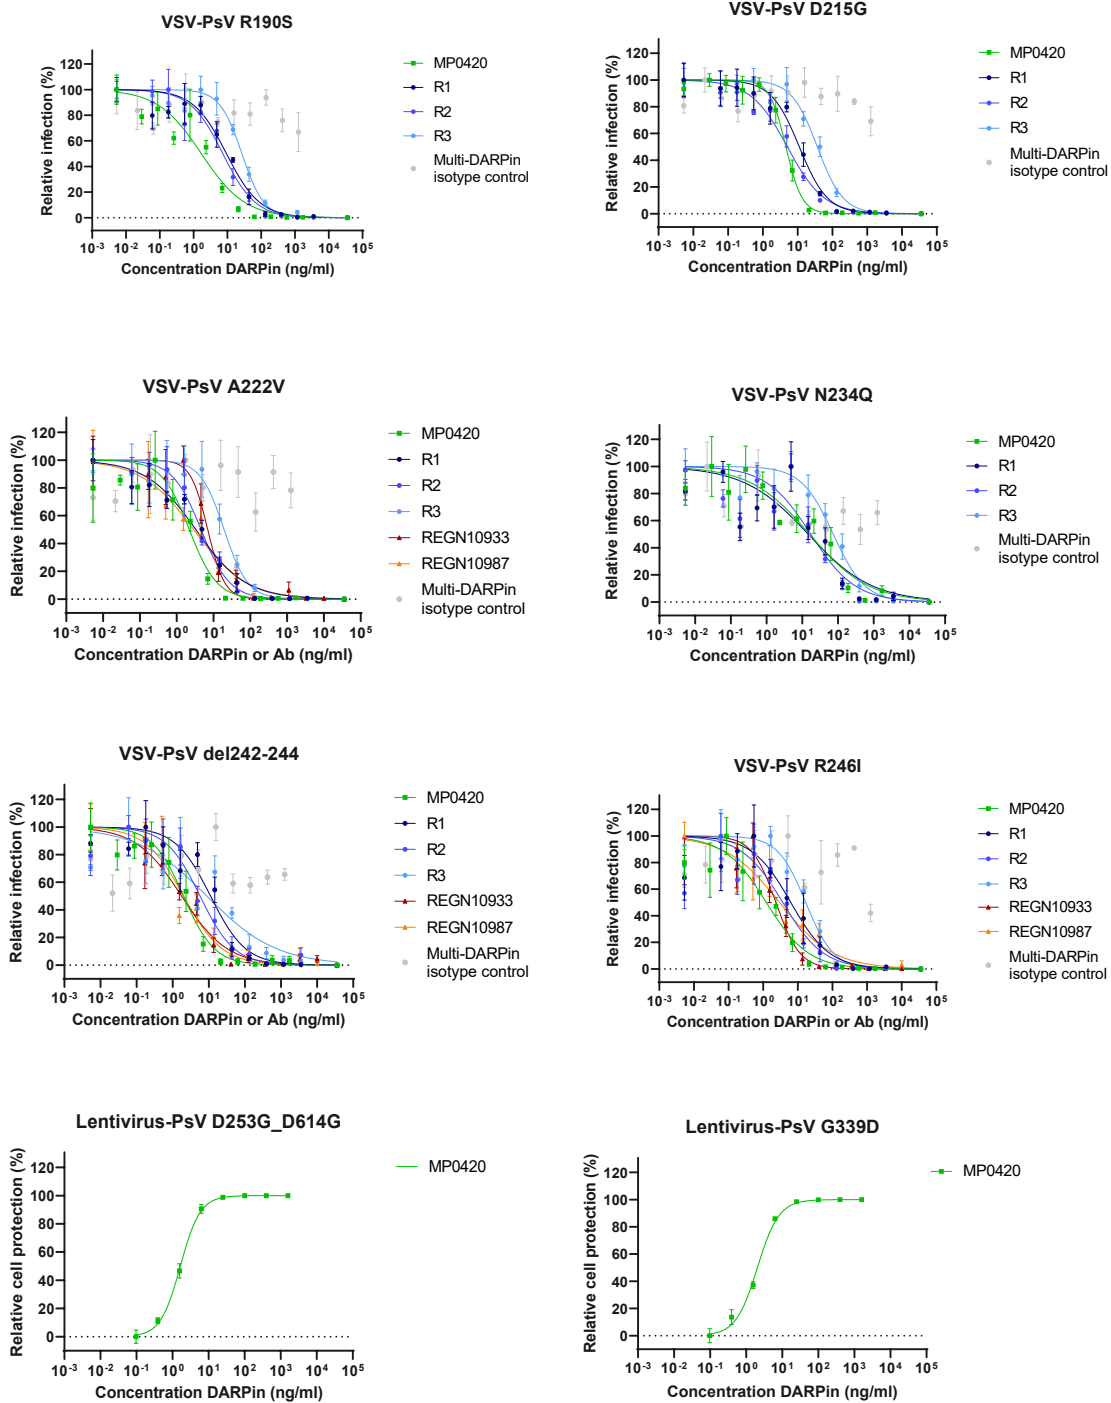 VSV-PsV R190S
Relative infection (%)
120
100
80
60
40
20
0
10-3 10-2 10-1 100 101 102 103 104 105
Concentration DARPin (ng/ml)
MP0420
R1
R2
R3
Multi-DARPin
isotype control
VSV-PsV D215G
Relative infection (%)
120
100
80
60
40
20
0
10-3 10-2 10-1 100 101 102 103 104 105
Concentration DARPin (ng/ml)
MP0420
R1
R2
R3
Multi-DARPin
isotype control
VSV-PsV A222V
Relative infection (%)
120
100
80
60
40
20
0
10-3 10-2 10-1 100 101 102 103 104 105
Concentration DARPin or Ab (ng/ml)
MP0420
R1
R2
R3
REGN10933
REGN10987
Multi-DARPin
isotype control
VSV-PsV N234Q
Relative infection (%)
120
100
80
60
40
20
0
10-3 10-2 10-1 100 101 102 103 104 105
Concentration DARPin (ng/ml)
MP0420
R1
R2
R3
Multi-DARPin
isotype control
VSV-PsV del242-244
Relative infection (%)
120
100
80
60
40
20
0
10-3 10-2 10-1 100 101 102 103 104 105
Concentration DARPin or Ab (ng/ml)
MP0420
R1
R2
R3
REGN10933
REGN10987
Multi-DARPin
isotype control
VSV-PsV R246I
Relative infection (%)
120
100
80
60
40
20
0
10-3 10-2 10-1 100 101 102 103 104 105
Concentration DARPin or Ab (ng/ml)
MP0420
R1
R2
R3
REGN10933
REGN10987
Multi-DARPin
isotype control
Lentivirus-PsV D253G_D614G
Relative cell protection (%)
120
100
80
60
40
20
0
10-3 10-2 10-1 100 101 102 103 104 105
Concentration DARPin (ng/ml)
MP0420
Lentivirus-PsV G339D
Relative cell protection (%)
120
100
80
60
40
20
0
10-3 10-2 10-1 100 101 102 103 104 105
Concentration DARPin (ng/ml)
MP0420